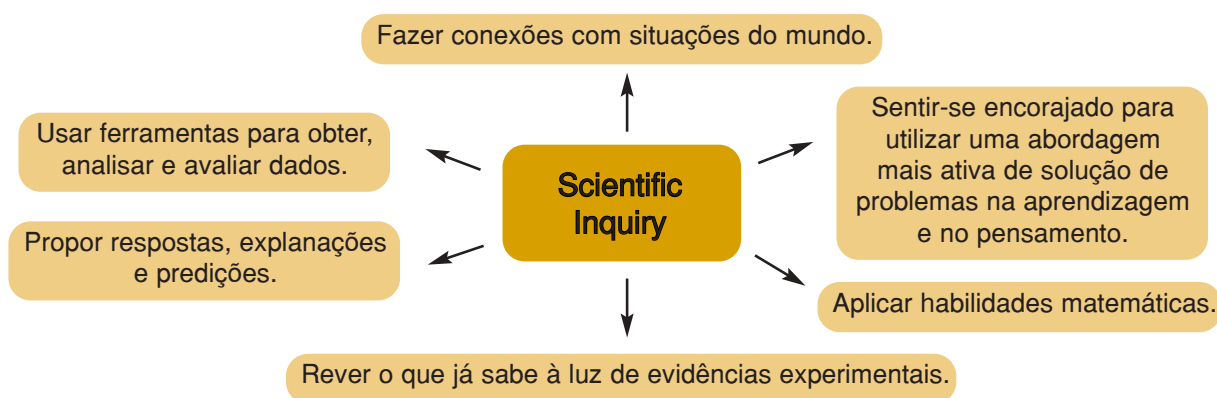 Fazer conexões com situações do mundo.
Usar ferramentas para obter,
analisar e avaliar dados.
Sentir-se encorajado para
utilizar uma abordagem
mais ativa de solução de
problemas na aprendizagem
e no pensamento.
Scientific
Inquiry
Propor respostas, explanações
e predições.
Aplicar habilidades matemáticas.
Rever o que já sabe à luz de evidências experimentais.